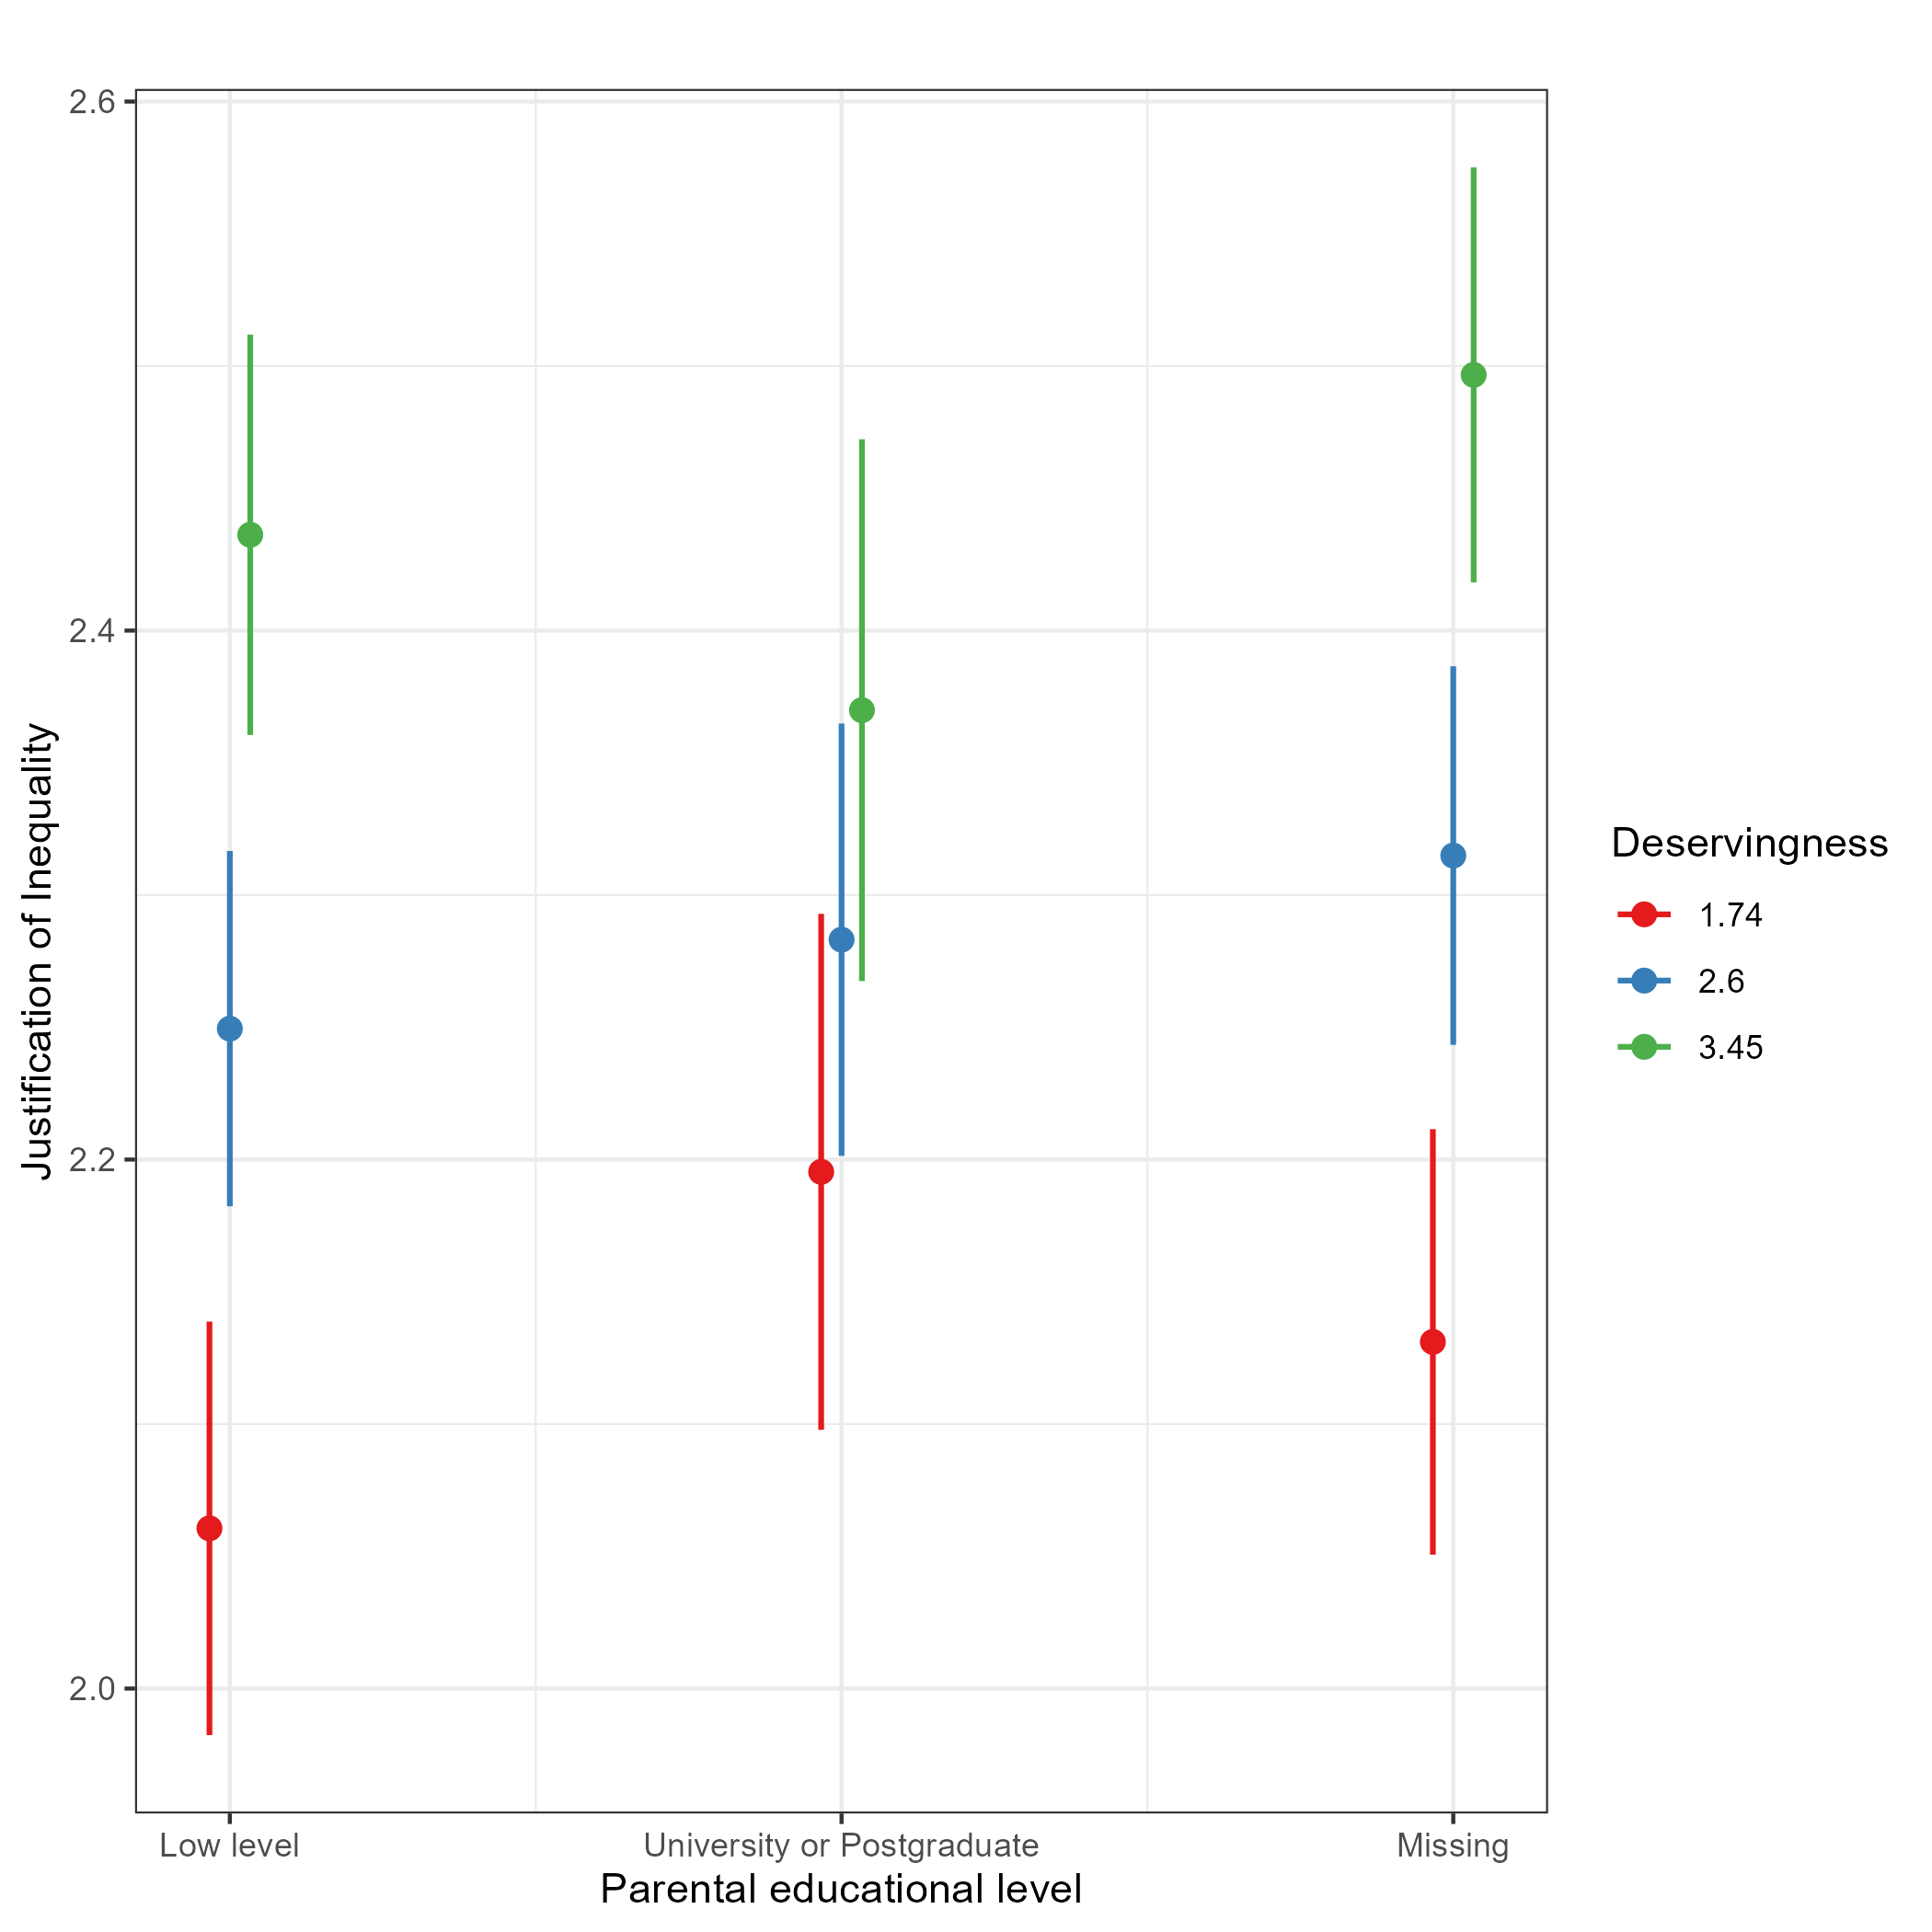 2.6
2.4
2.2
2.0
Justification of Inequality
Low level
University or Postgraduate
Missing
Parental educational level
Deservingness
1.74
2.6
3.45